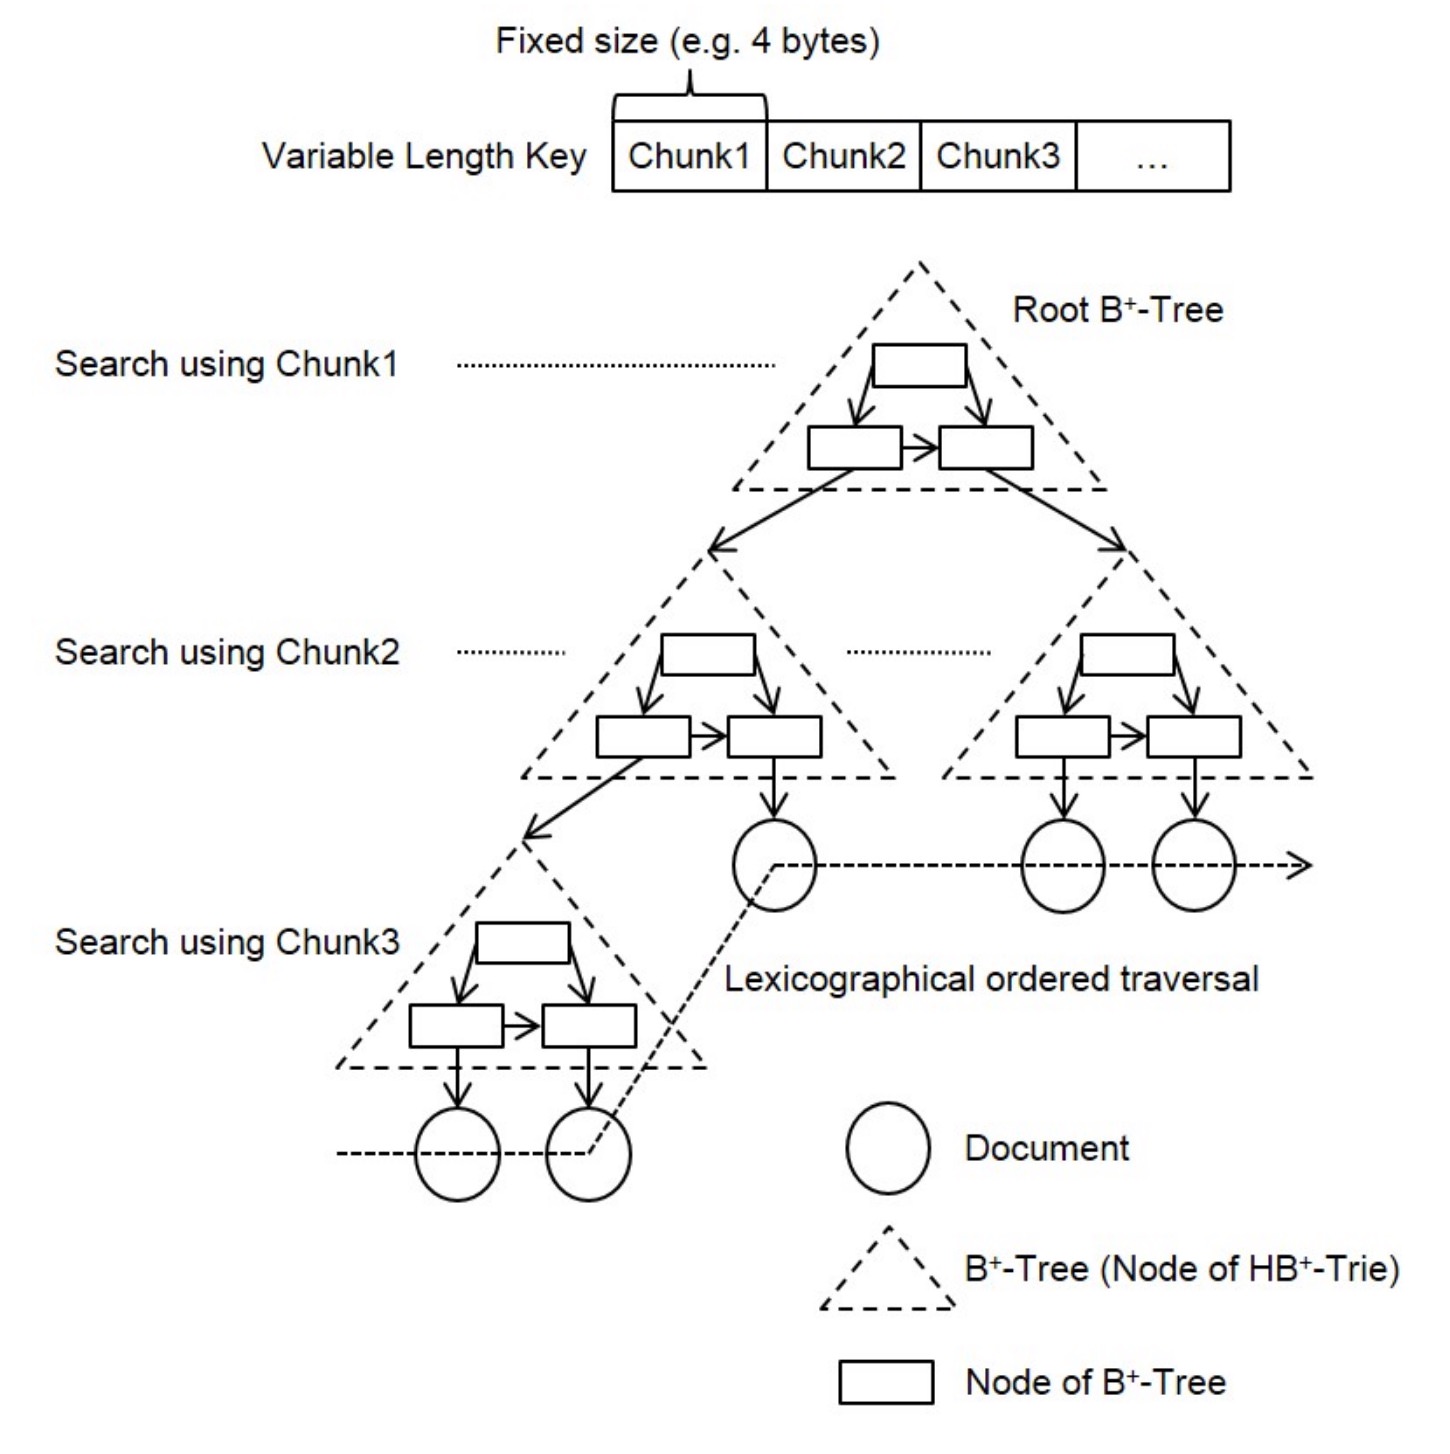 Fixed size (e.g. 4 bytes)
Variable Length Key Chunk1 Chunk2 Chunk3 ...
Root B+-Tree
Search using Chunk1
Search using Chunk2
Search using Chunk3
Lexicographical ordered traversal
Document
B+-Tree (Node of HB+-Trie)
Node of B+-Tree